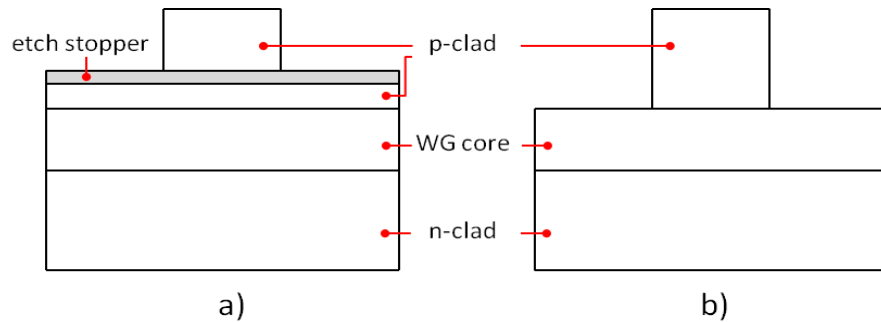 etch stopper
p-clad
WG core
n-clad
a)
b)